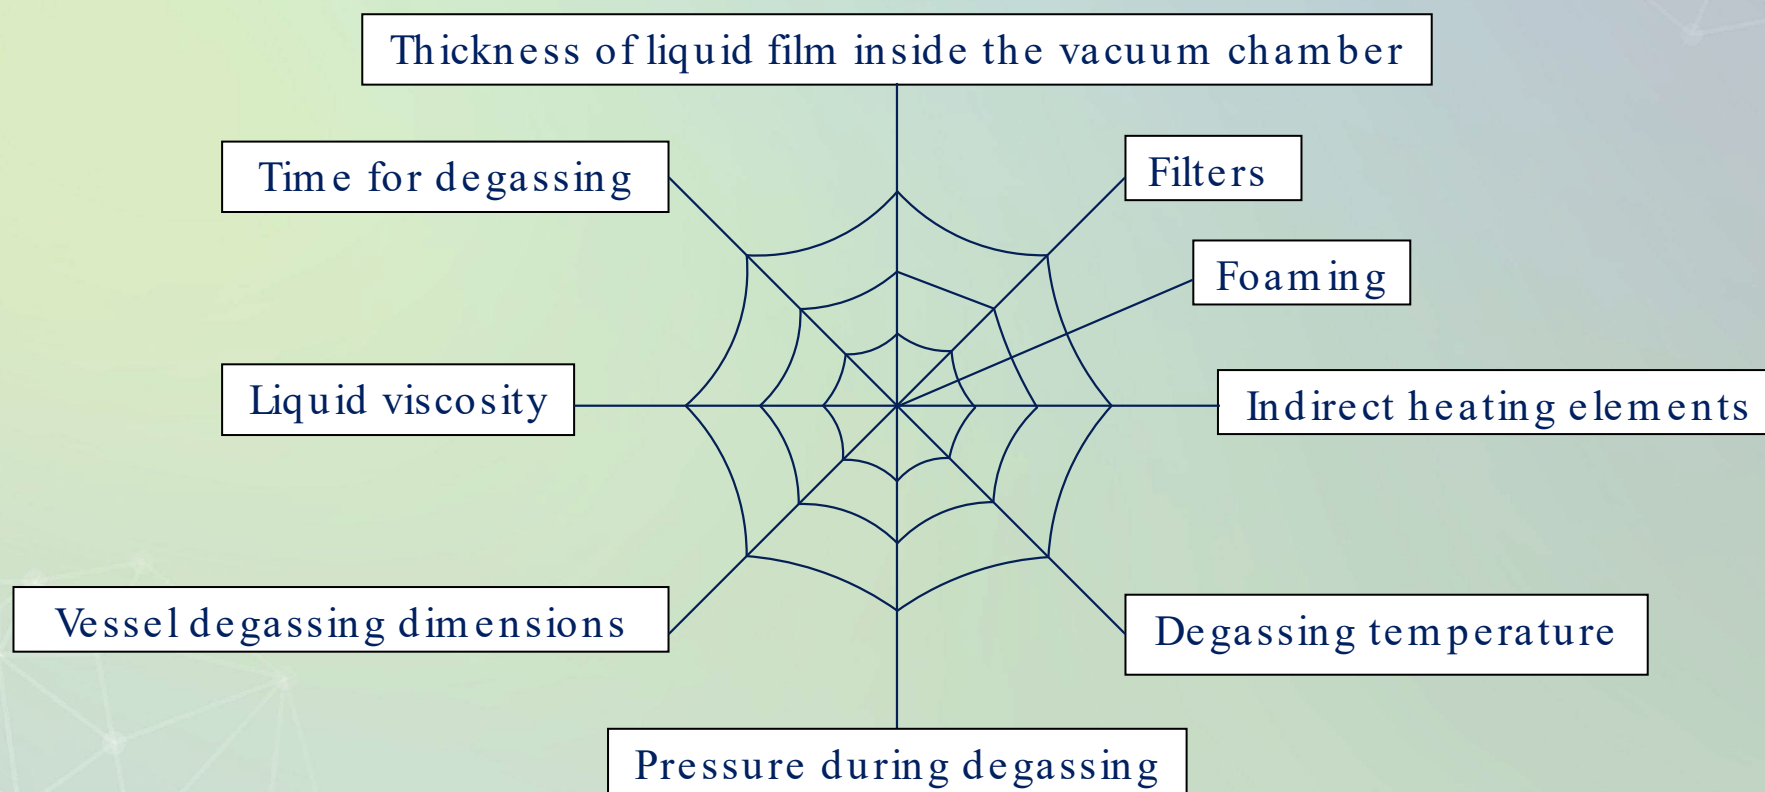 Thickness of liquid film inside the vacuum chamber
Time for degassing
Filters
Foaming
Liquid viscosity
Indirect heating elements
Vessel degassing dimensions
Degassing temperature
Pressure during degassing